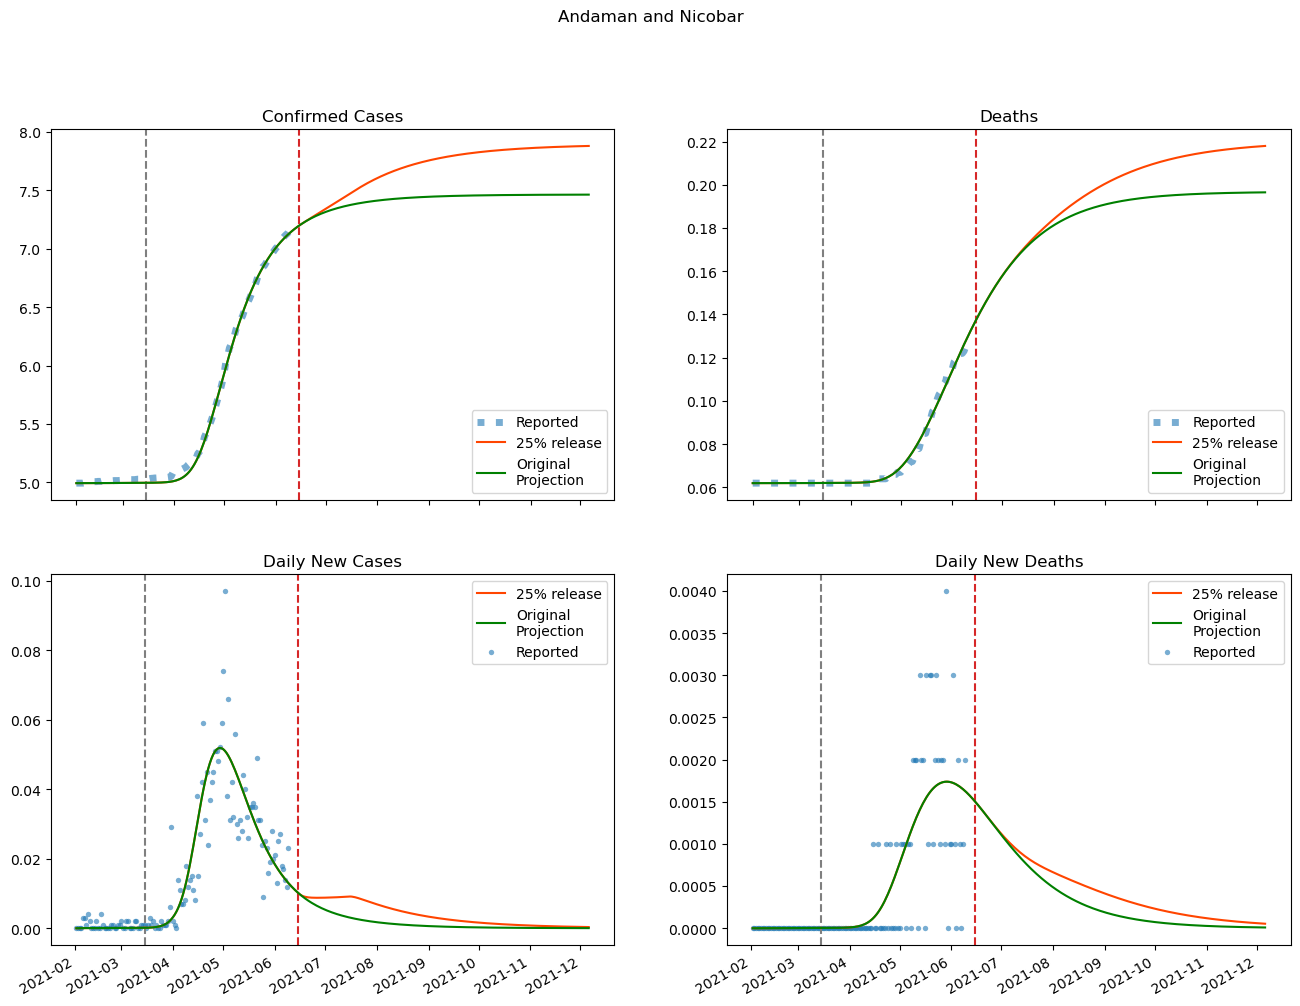 Andaman and Nicobar
Confirmed Cases
8.0
7.5
7.0
6.5
6.0
5.5
5.0
Reported
25% release
Original
Projection
Deaths
0.22
0.20
0.18
0.16
0.14
0.12
0.10
0.08
0.06
Reported
25% release
Original
Projection
Daily New Cases
0.10
0.08
0.06
0.04
0.02
0.00
25% release
Original
Projection
Reported
2021-02
2021-03
2021-04
2021-05
2021-06
2021-07
2021-08
2021-09
2021-10
2021-11
2021-12
Daily New Deaths
0.0040
0.0035
0.0030
0.0025
0.0020
0.0015
0.0010
0.0005
0.0000
25% release
Original
Projection
Reported
2021-02
2021-03
2021-04
2021-05
2021-06
2021-07
2021-08
2021-09
2021-10
2021-11
2021-12